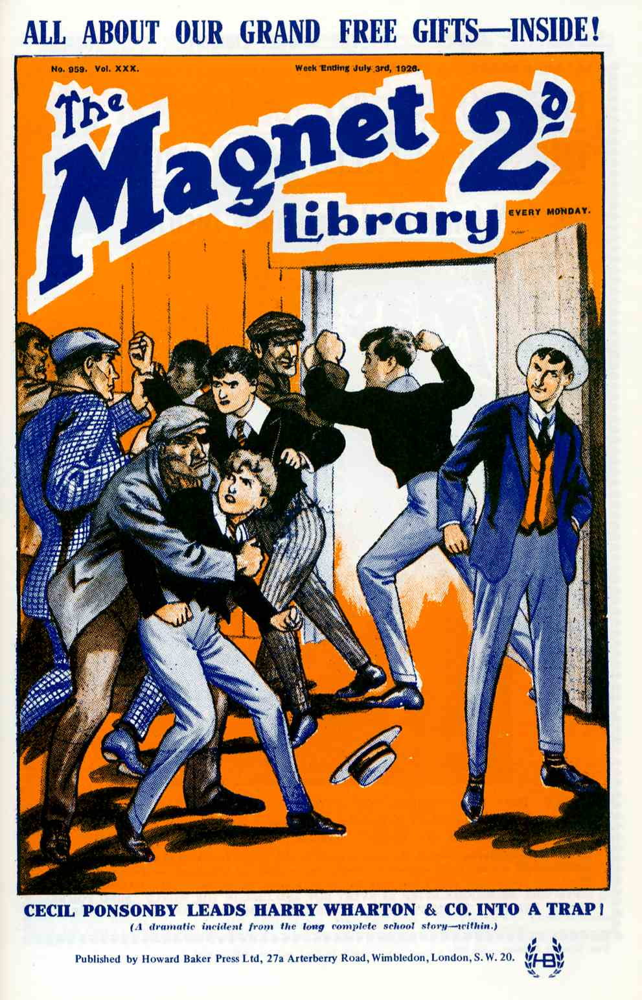 ALL ABOUT OUR GRAND FREE GIFTS—INSIDE!
No. 959. Vol. XXX.
Week Ending July 3rd, 1926.
The
Magnet
2d
Library
EVERY MONDAY.
CECIL PONSONBY LEADS HARRY WHARTON & CO. INTO A TRAP!
(A dramatic incident from the long complete school story—within.)
Published by Howard Baker Press Ltd, 27a Arterberry Road, Wimbledon, London, S. W. 20.
HB